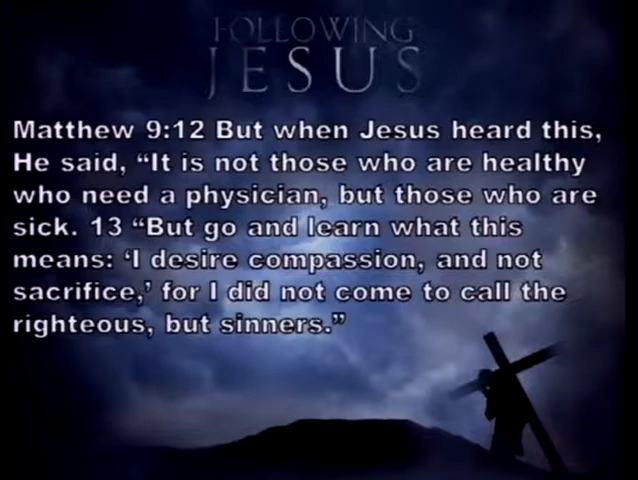 FOLLOWING
JESUS
Matthew 9:12 But when Jesus heard this,
He said, “It is not those who are healthy
who need a physician, but those who are
sick. 13 “But go and learn what this
means: ‘I desire compassion, and not
sacrifice,’ for I did not come to call the
righteous, but sinners.”